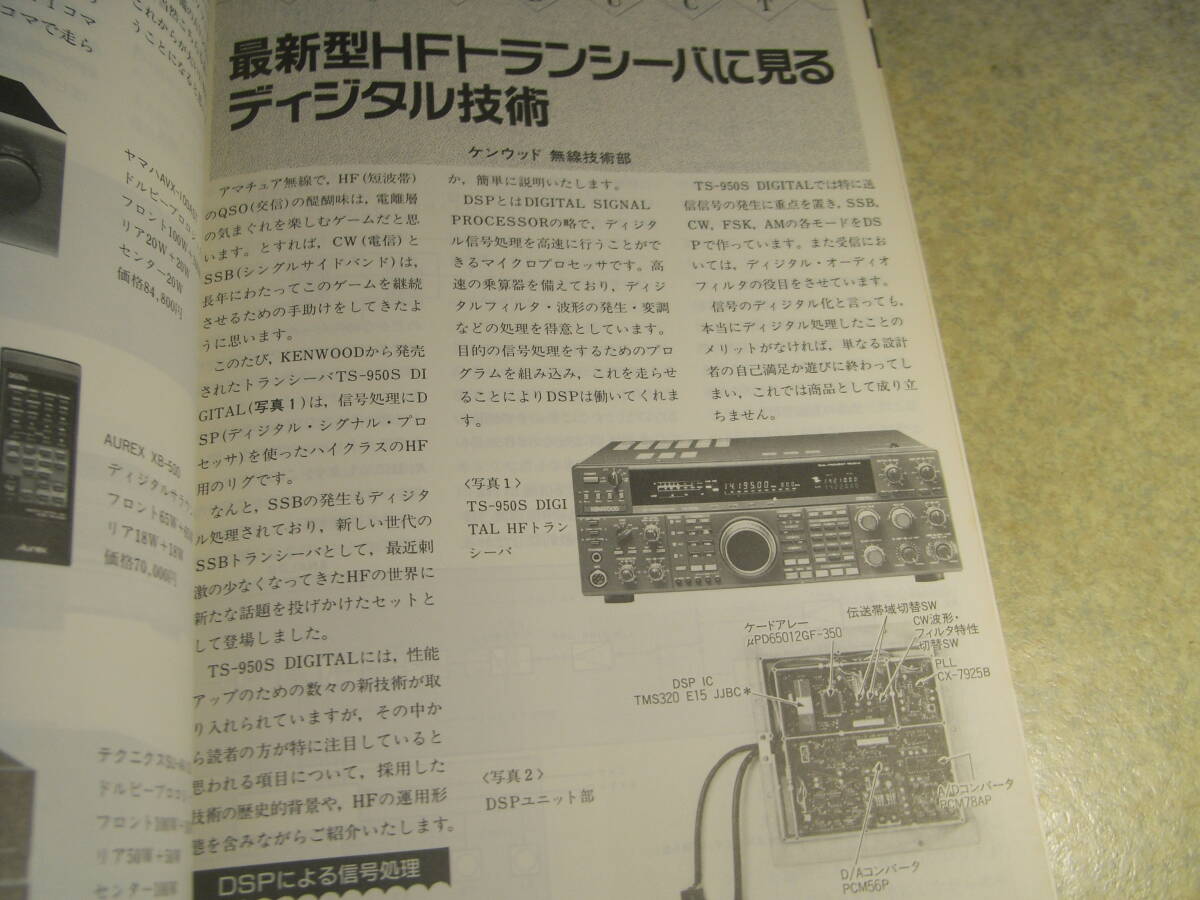 コマ
コマで走ら
ヤマハAVX-100
フロント100W
リア20W+20W
センター20W
価格84,800円
AUREX XB-500
ディジタルサラウン
フロント65W+
リア18W+18W
価格70,000円
Aurex
テクニクス
フロント
センター
U C T
最新型HFトランシーバに見る
ディジタル技術
ケンウッド 無線技術部
アマチュア無線で，HF(短波帯)
のQSO(交信)の醍醐味は，電離層
の気まぐれを楽しむゲームだと思
います。とすれば，CW(電信)と
SSB(シングルサイドバンド)は，
長年にわたってこのゲームを継続
させるための手助けをしてきたよ
うに思います。
このたび，KENWOODから発売
されたトランシーバTS-950S DI
GITAL(写真1)は，信号処理にD
SP(ディジタル・シグナル・プロ
セッサ)を使ったハイクラスのHF
用のリグです。
なんと，SSBの発生もディジタ
ル処理されており，新しい世代の
SSBトランシーバとして，最近刺
激の少なくなってきたHFの世界に
新たな話題を投げかけたセットと
して登場しました。
TS-950S DIGITALには，性能
アップのための数々の新技術が取
り入れられていますが，その中か
ら読者の方が特に注目していると
思われる項目について，採用した
技術の歴史的背景や，HFの運用形
態を含みながらご紹介いたします。
DSPによる信号処理
か，簡単に説明いたします。
DSPとはDIGITAL SIGNAL
PROCESSORの略で，ディジタ
ル信号処理を高速に行うことがで
きるマイクロプロセッサです。高
速の乗算器を備えており，ディジ
タルフィルタ・波形の発生・変調
などの処理を得意としています。
目的の信号処理をするためのプロ
グラムを組み込み，これを走らせ
ることによりDSPは働いてくれま
す。
TS-950S DIGITALでは特に送
信信号の発生に重点を置き，SSB，
CW，FSK，AMの各モードをDS
Pで作っています。また受信にお
いては，ディジタル・オーディオ
フィルタの役目をさせています。
信号のディジタル化と言っても，
本当にディジタル処理したことの
メリットがなければ，単なる設計
者の自己満足か遊びに終わってし
まい，これでは商品として成り立
ちません。
〈写真1〉
TS-950S DIGI
TAL HFトラン
シーバ
KENWOOD
14.195.00
〈写真2〉
DSPユニット部
ケードアレー
μPD65012GF-350
伝送帯域切替SW
CW波形・
フィルタ特性
切替SW
PLL
CX-7925B
DSP IC
TMS320 E15 JJBC*
A/Dコンバータ
PCM78AP
D/Aコンバータ
PCM56P